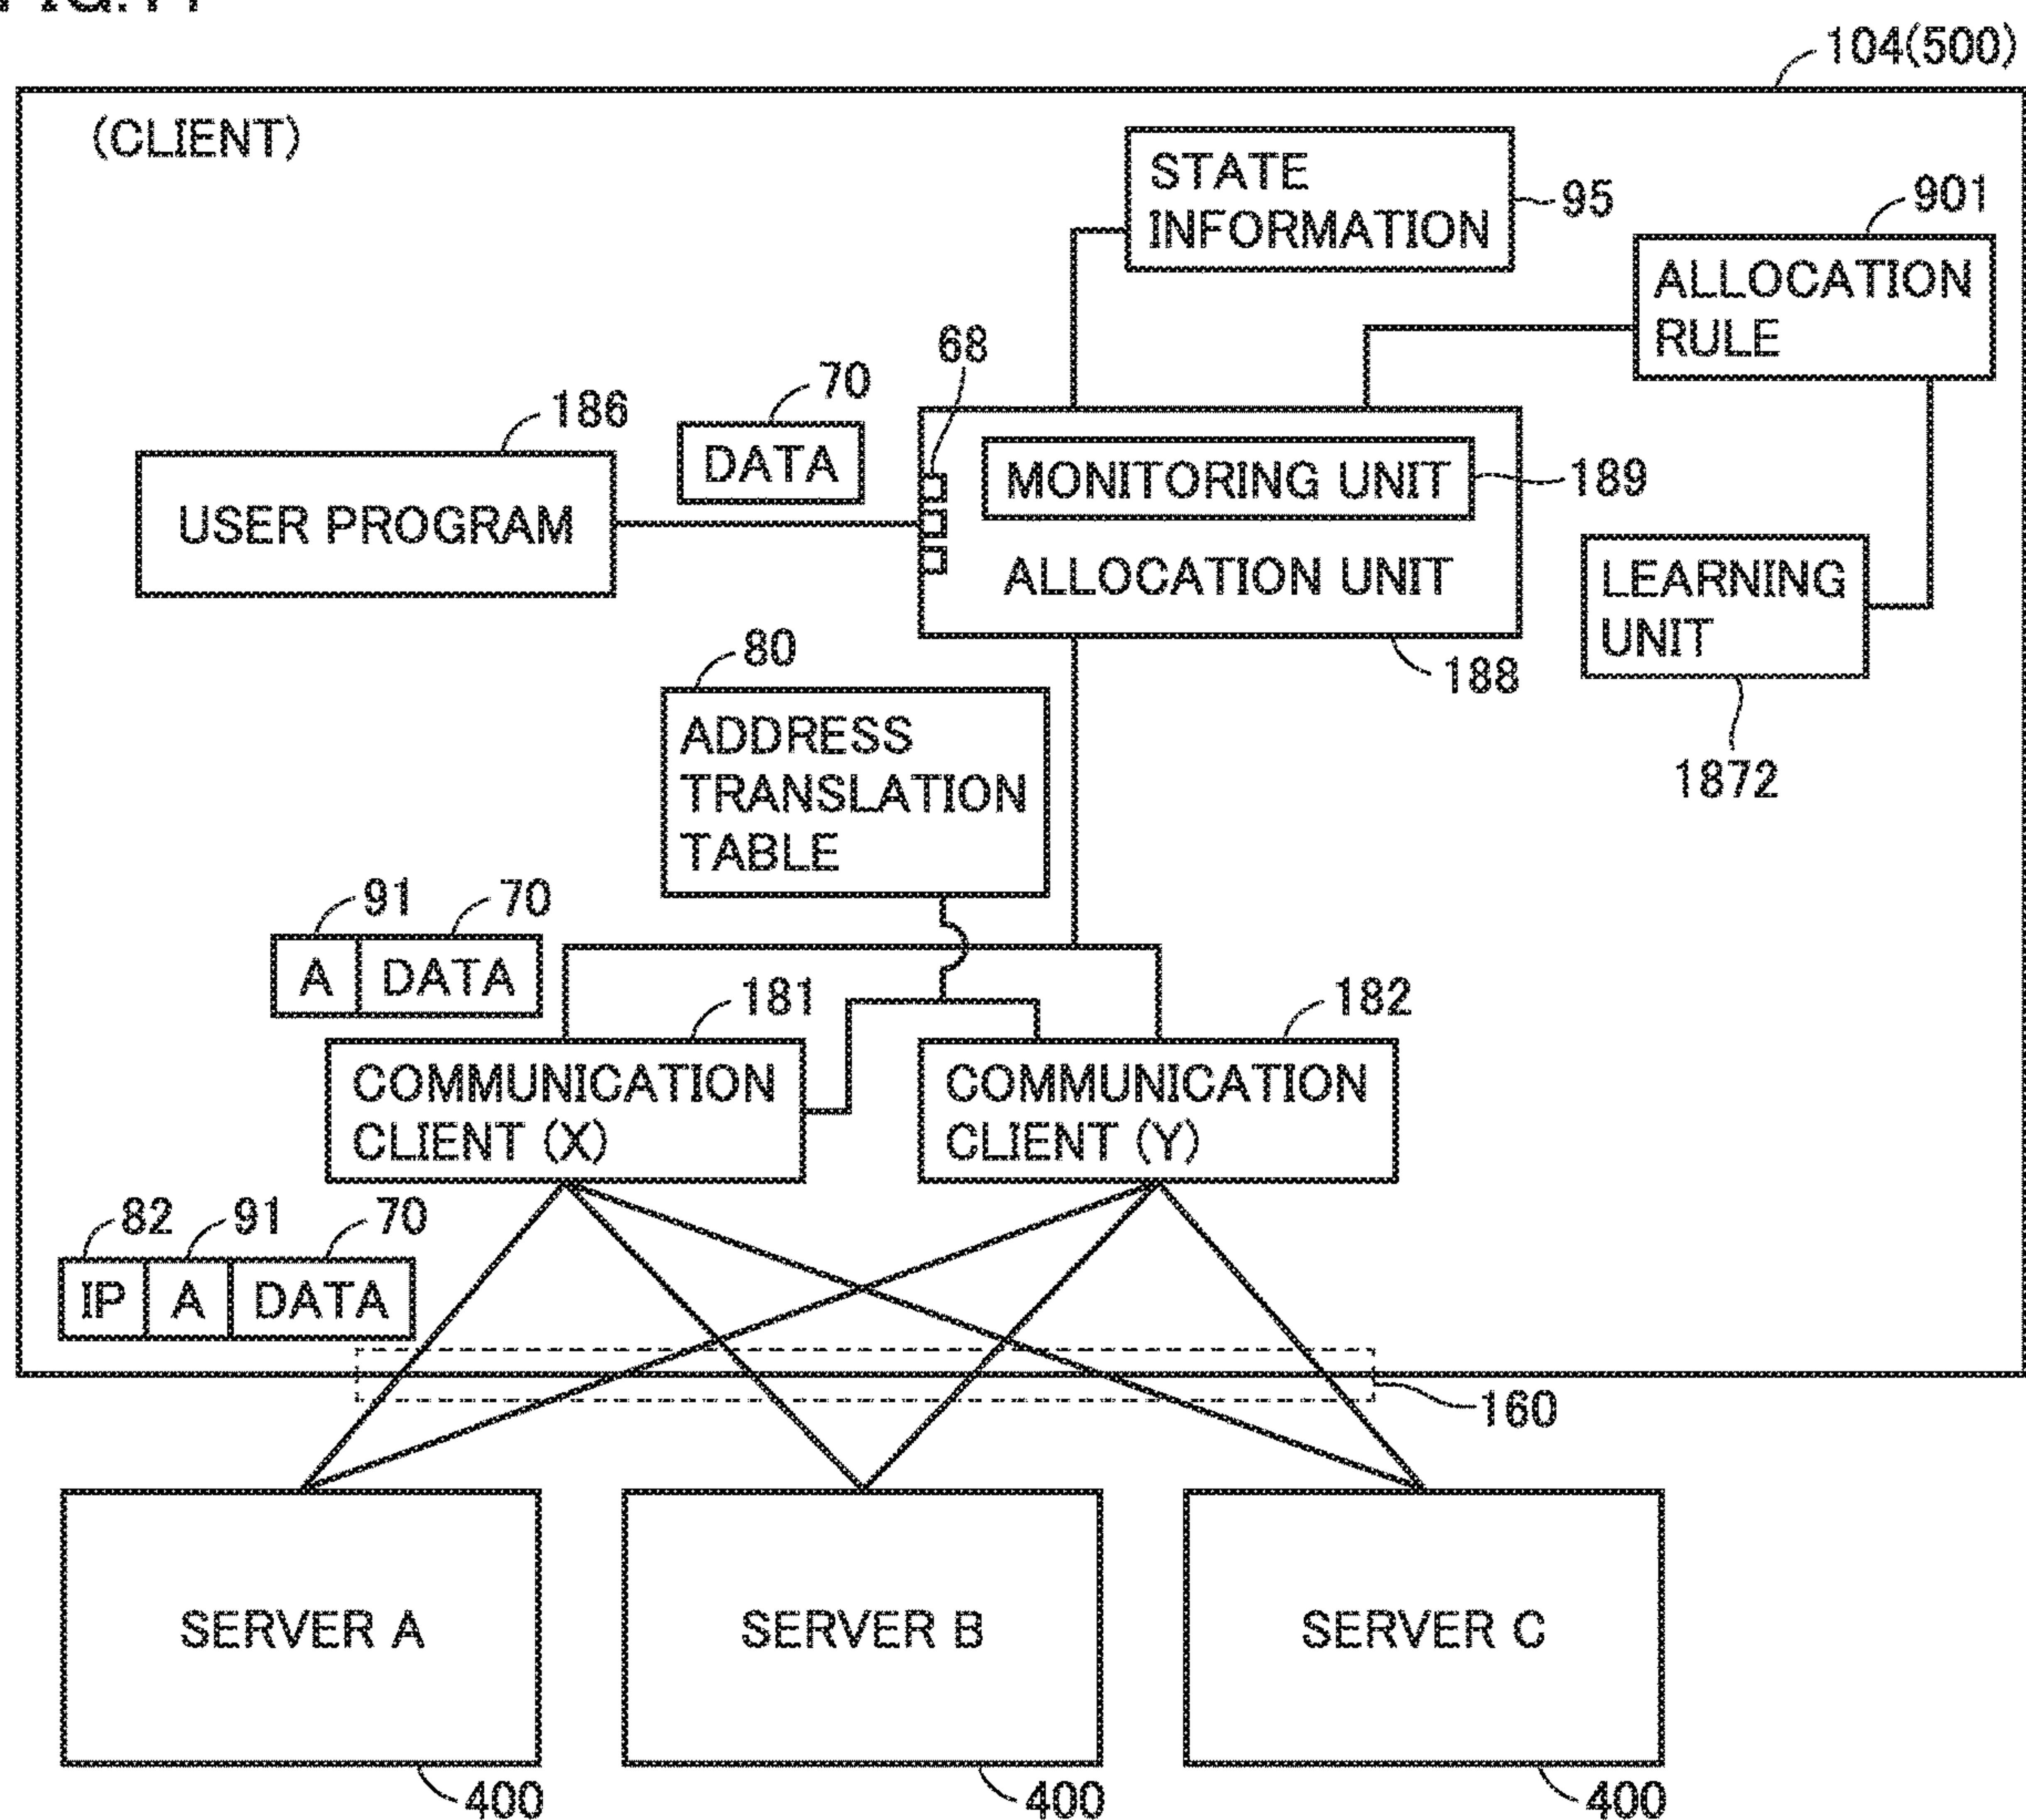 104(500)
(CLIENT)
STATE
INFORMATION
95
901
ALLOCATION
RULE
68
70
186
DATA
MONITORING UNIT
189
USER PROGRAM
ALLOCATION UNIT
LEARNING
UNIT
80
188
ADDRESS
TRANSLATION
TABLE
1872
91
70
A
DATA
181
182
COMMUNICATION
CLIENT (X)
COMMUNICATION
CLIENT (Y)
82
91
70
IP
A
DATA
160
SERVER A
SERVER B
SERVER C
400
400
400